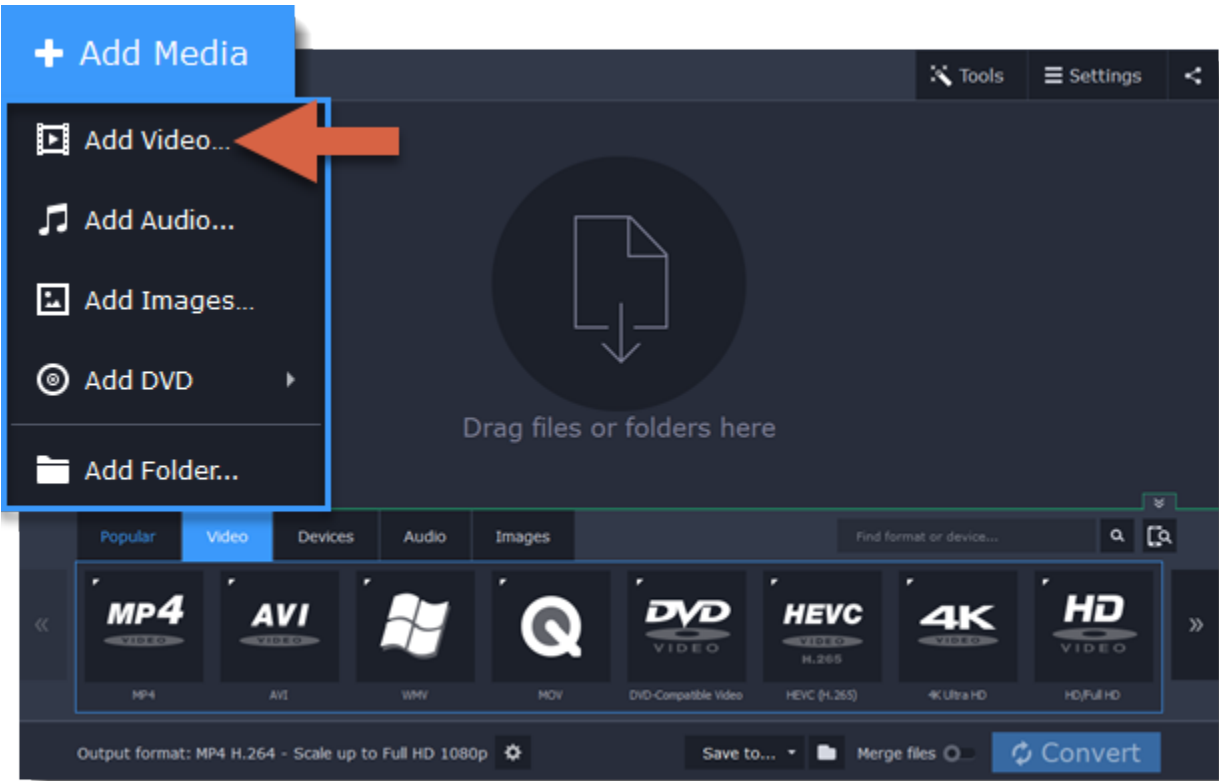 Add Media
Tools
Settings
Add Video...
Add Audio...
Add Images...
Add DVD
Add Folder...
Drag files or folders here
Popular
Video
Devices
Audio
Images
Find format or device...
MP4
VIDEO
AVI
VIDEO
DVD
VIDEO
HEVC
VIDEO
H.265
4K
VIDEO
HD
VIDEO
MP4
AVI
WMV
MOV
DVD-Compatible Video
HEVC (H.265)
4K Ultra HD
HD/Full HD
Output format: MP4 H.264 - Scale up to Full HD 1080p
Save to...
Merge files
Convert